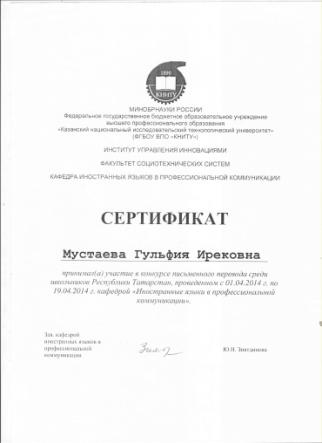 1890
КНИТУ
МИНОБРНАУКИ РОССИИ
Федеральное государственное бюджетное образовательное учреждение
высшего профессионального образования
«Казанский национальный исследовательский технологический университет»
(ФГБОУ ВПО «КНИТУ»)
ИНСТИТУТ УПРАВЛЕНИЯ ИННОВАЦИЯМИ
ФАКУЛЬТЕТ СОЦИОТЕХНИЧЕСКИХ СИСТЕМ
КАФЕДРА ИНОСТРАННЫХ ЯЗЫКОВ В ПРОФЕССИОНАЛЬНОЙ КОММУНИКАЦИИ
СЕРТИФИКАТ
Мустаева Гульфия Ирековна
принимал(а) участие в конкурсе письменного перевода среди
школьников Республики Татарстан, проведенном с 01.04.2014 г. по
19.04.2014 г. кафедрой «Иностранные языки в профессиональной
коммуникации».
Зав. кафедрой
иностранных языков в
профессиональной
коммуникации
Ю.Н. Зиятдинова